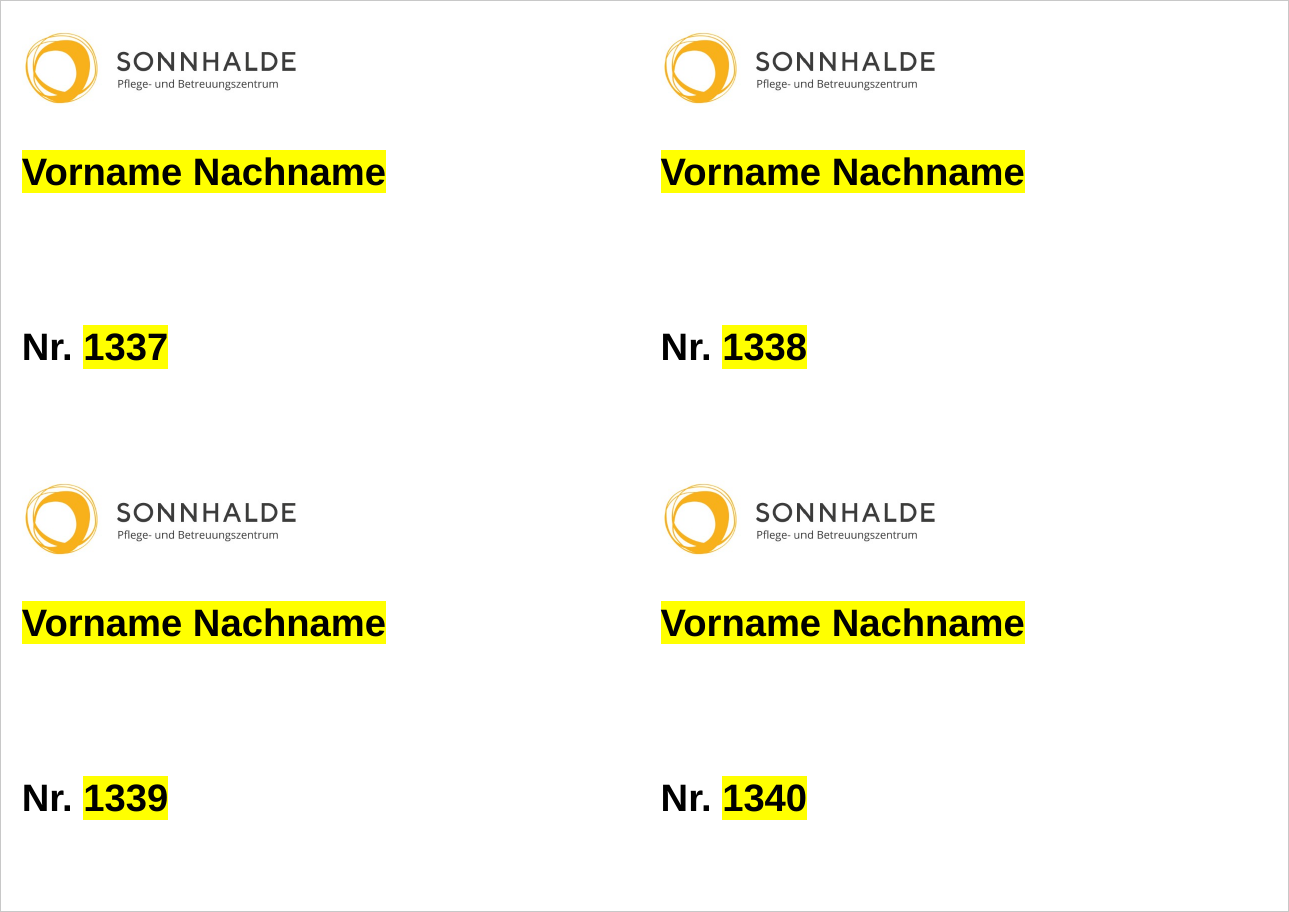 SONNHALDE
Pflege- und Betreuungszentrum
Vorname Nachname
Nr. 1337
SONNHALDE
Pflege- und Betreuungszentrum
Vorname Nachname
Nr. 1338
SONNHALDE
Pflege- und Betreuungszentrum
Vorname Nachname
Nr. 1339
SONNHALDE
Pflege- und Betreuungszentrum
Vorname Nachname
Nr. 1340